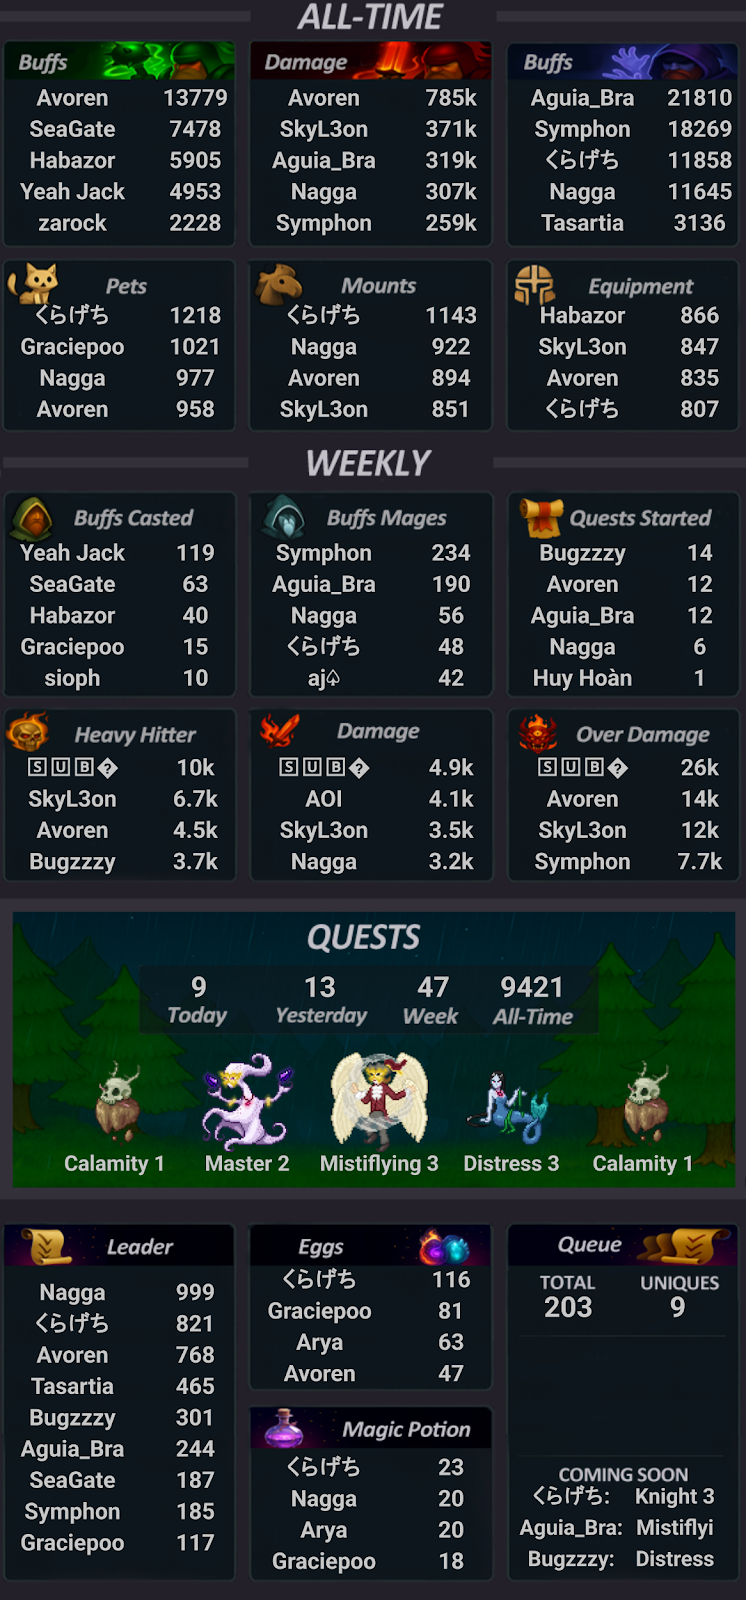 ALL-TIME
Buffs
Avoren 13779
SeaGate 7478
Habazor 5905
Yeah Jack 4953
zarock 2228
Damage
Avoren 785k
SkyL3on 371k
Aguia_Bra 319k
Nagga 307k
Symphon 259k
Buffs
Aguia_Bra 21810
Symphon 18269
くらげち 11858
Nagga 11645
Tasartia 3136
Pets
くらげち 1218
Graciepoo 1021
Nagga 977
Avoren 958
Mounts
くらげち 1143
Nagga 922
Avoren 894
SkyL3on 851
Equipment
Habazor 866
SkyL3on 847
Avoren 835
くらげち 807
WEEKLY
Buffs Casted
Yeah Jack 119
SeaGate 63
Habazor 40
Graciepoo 15
sioph 10
Buffs Mages
Symphon 234
Aguia_Bra 190
Nagga 56
くらげち 48
aj♤ 42
Quests Started
Bugzzzy 14
Avoren 12
Aguia_Bra 12
Nagga 6
Huy Hoàn 1
Heavy Hitter
🅂🅄🄱� 10k
SkyL3on 6.7k
Avoren 4.5k
Bugzzzy 3.7k
Damage
🅂🅄🄱� 4.9k
AOI 4.1k
SkyL3on 3.5k
Nagga 3.2k
Over Damage
🅂🅄🄱� 26k
Avoren 14k
SkyL3on 12k
Symphon 7.7k
QUESTS
9 13 47 9421
Today Yesterday Week All-Time
Calamity 1 Master 2 Mistiflying 3 Distress 3 Calamity 1
Leader
Nagga 999
くらげち 821
Avoren 768
Tasartia 465
Bugzzzy 301
Aguia_Bra 244
SeaGate 187
Symphon 185
Graciepoo 117
Eggs
くらげち 116
Graciepoo 81
Arya 63
Avoren 47
Magic Potion
くらげち 23
Nagga 20
Arya 20
Graciepoo 18
Queue
TOTAL UNIQUES
203 9
COMING SOON
くらげち: Knight 3
Aguia_Bra: Mistiflyi
Bugzzzy: Distress